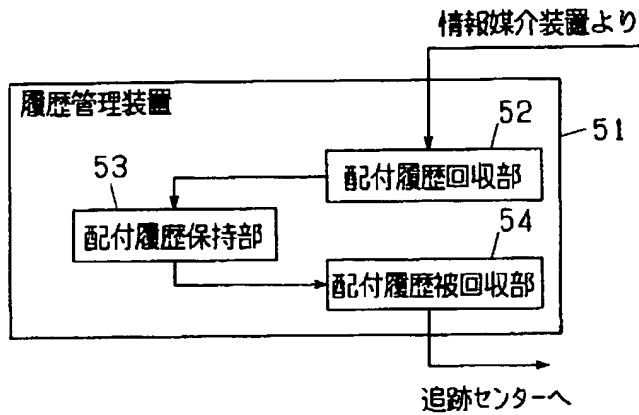 情報媒介装置より
履歴管理装置
51
52
配付履歴回収部
53
配付履歴保持部
54
配付履歴被回収部
追跡センターへ